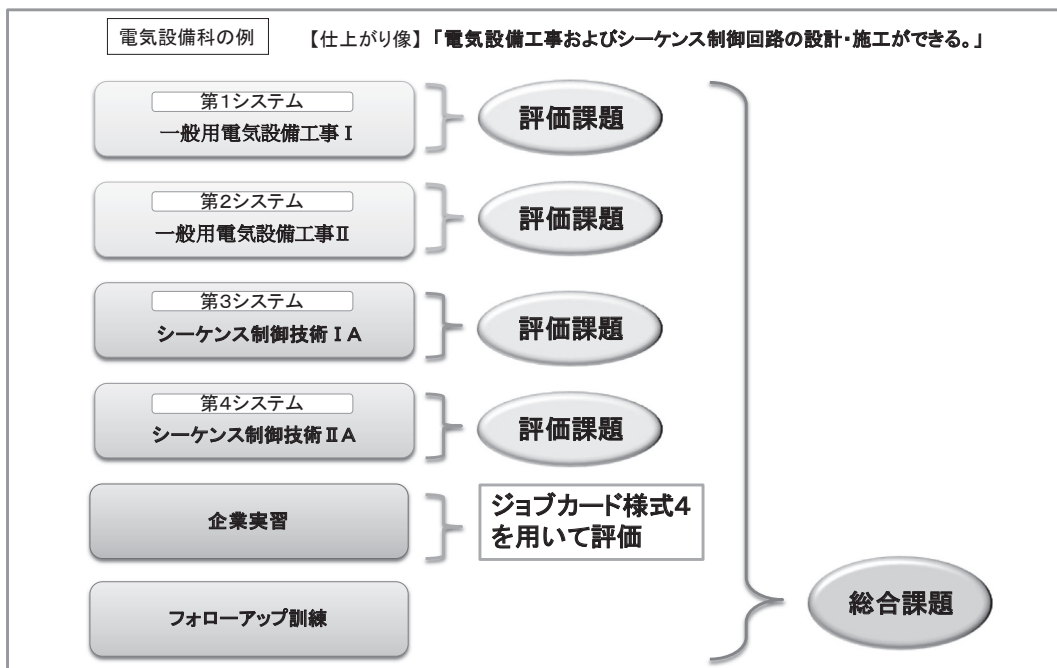 電気設備科の例
【仕上がり像】「電気設備工事およびシーケンス制御回路の設計・施工ができる。」
第1システム
一般用電気設備工事Ⅰ
評価課題
第2システム
一般用電気設備工事Ⅱ
評価課題
第3システム
シーケンス制御技術ⅠA
評価課題
第4システム
シーケンス制御技術ⅡA
評価課題
企業実習
ジョブカード様式4
を用いて評価
フォローアップ訓練
総合課題